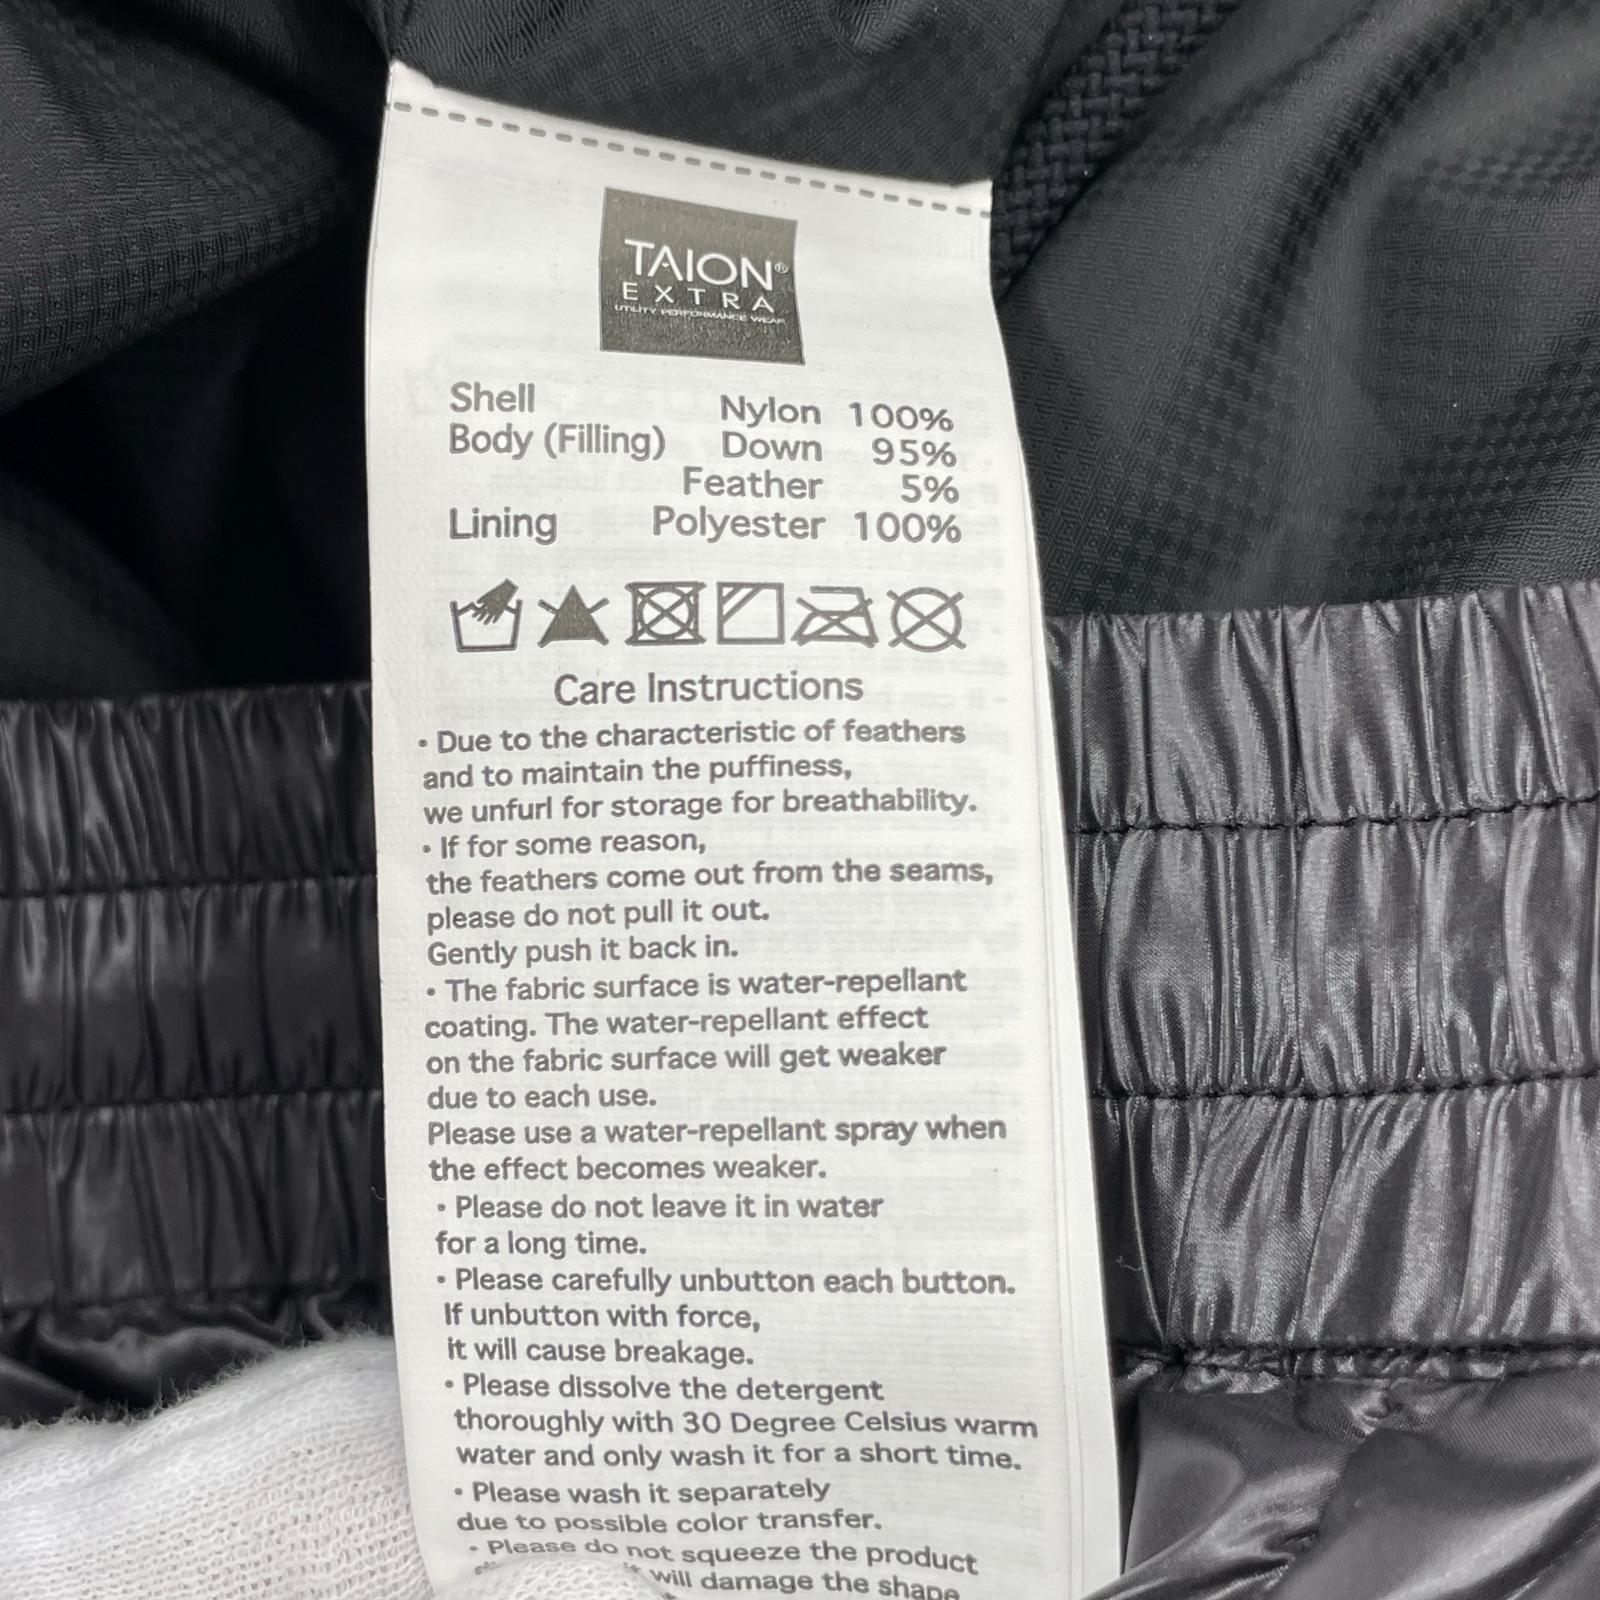 TAION®
EXTRA
UTILITY PERFORMANCE WEAR
Shell Nylon 100%
Body (Filling) Down 95%
Feather 5%
Lining Polyester 100%
Care Instructions
• Due to the characteristic of feathers
and to maintain the puffiness,
we unfurl for storage for breathability.
• If for some reason,
the feathers come out from the seams,
please do not pull it out.
Gently push it back in.
• The fabric surface is water-repellant
coating. The water-repellant effect
on the fabric surface will get weaker
due to each use.
Please use a water-repellant spray when
the effect becomes weaker.
• Please do not leave it in water
for a long time.
• Please carefully unbutton each button.
If unbutton with force,
it will cause breakage.
• Please dissolve the detergent
thoroughly with 30 Degree Celsius warm
water and only wash it for a short time.
• Please wash it separately
due to possible color transfer.
• Please do not squeeze the product
will damage the shape